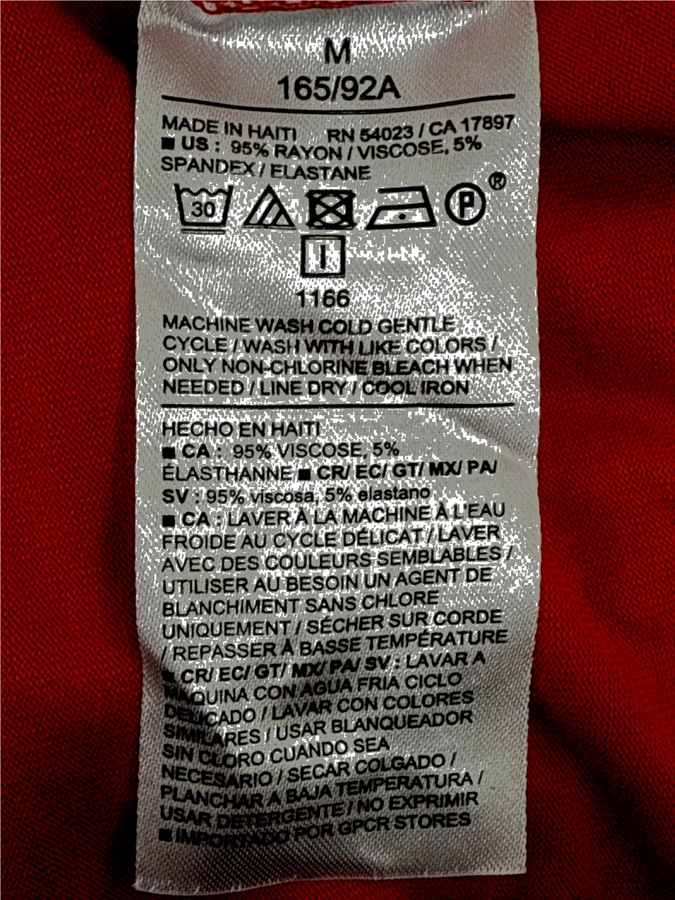 M
165/92A
MADE IN HAITI RN 54023 / CA 17897
■ US : 95% RAYON / VISCOSE, 5%
SPANDEX / ELASTANE
30 P ®
1166
MACHINE WASH COLD GENTLE
CYCLE / WASH WITH LIKE COLORS /
ONLY NON-CHLORINE BLEACH WHEN
NEEDED / LINE DRY / COOL IRON
HECHO EN HAITI
■ CA : 95% VISCOSE, 5%
ÉLASTHANNE ■ CR/ EC/ GT/ MX/ PA/
SV : 95% viscosa, 5% elastano
■ CA : LAVER À LA MACHINE À L'EAU
FROIDE AU CYCLE DÉLICAT / LAVER
AVEC DES COULEURS SEMBLABLES /
UTILISER AU BESOIN UN AGENT DE
BLANCHIMENT SANS CHLORE
UNIQUEMENT / SÉCHER SUR CORDE
/ REPASSER À BASSE TEMPÉRATURE
■ CR/ EC/ GT/ MX/ PA/ SV : LAVAR A
MAQUINA CON AGUA FRIA CICLO
DELICADO / LAVAR CON COLORES
SIMILARES / USAR BLANQUEADOR
SIN CLORO CUANDO SEA
NECESARIO / SECAR COLGADO /
PLANCHAR A BAJA TEMPERATURA /
USAR DETERGENTE / NO EXPRIMIR
■ IMPORTADO POR GPCR STORES